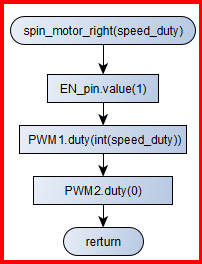 spin_motor_right(speed_duty)
EN_pin.value(1)
PWM1.duty(int(speed_duty))
PWM2.duty(0)
rerturn